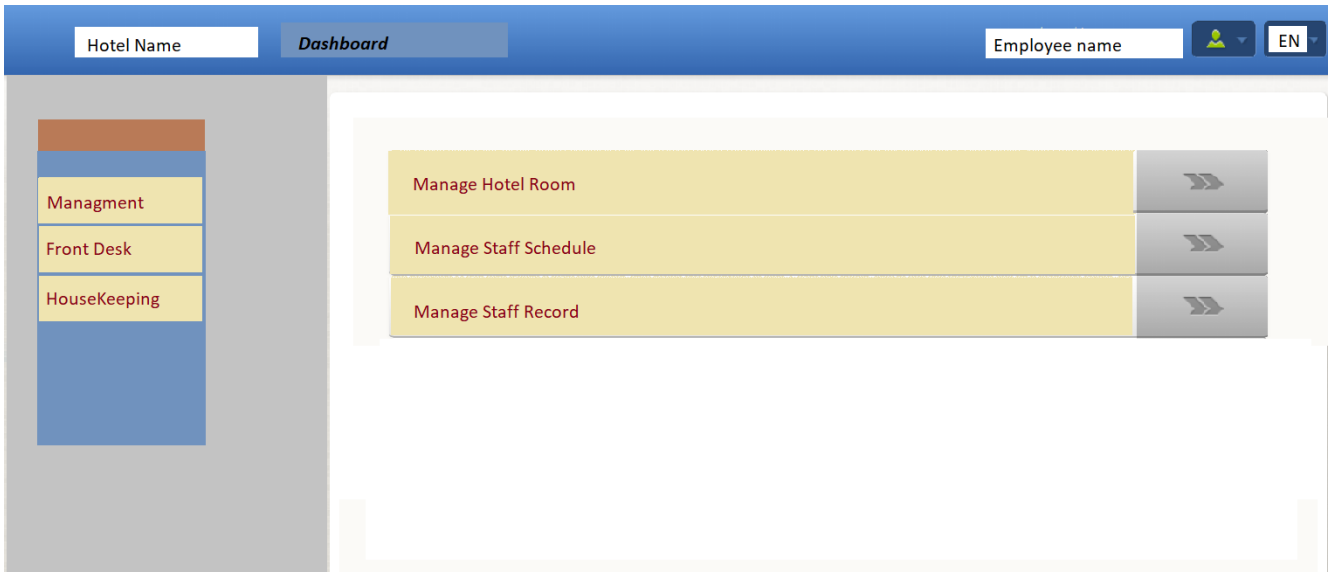 Hotel Name
Dashboard
Employee name
EN
Managment
Front Desk
HouseKeeping
Manage Hotel Room
Manage Staff Schedule
Manage Staff Record